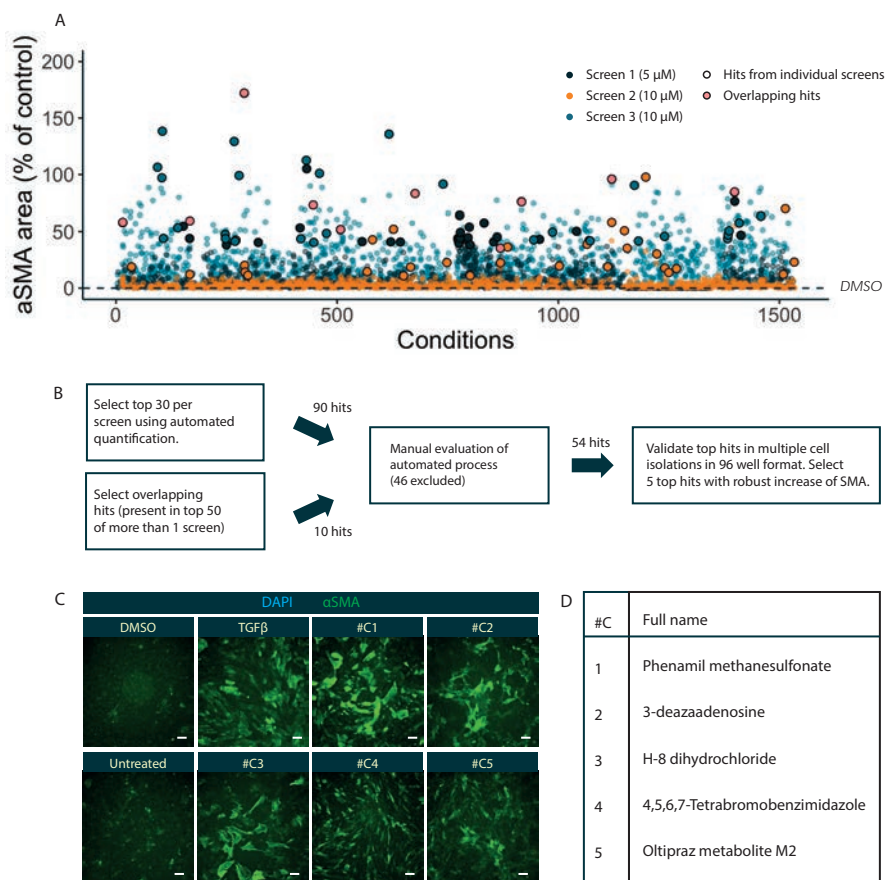 A
aSMA area (% of control)
200
150
100
50
0
Screen 1 (5 µM)
Screen 2 (10 µM)
Screen 3 (10 µM)
Hits from individual screens
Overlapping hits
DMSO
0
500
1000
1500
Conditions
B
Select top 30 per
screen using automated
quantification.
90 hits
Select overlapping
hits (present in top 50
of more than 1 screen)
10 hits
Manual evaluation of
automated process
(46 excluded)
54 hits
Validate top hits in multiple cell
isolations in 96 well format. Select
5 top hits with robust increase of SMA.
C
DAPI αSMA
DMSO
TGFβ
#C1
#C2
Untreated
#C3
#C4
#C5
D
#C Full name
1 Phenamil methanesulfonate
2 3-deazaadenosine
3 H-8 dihydrochloride
4 4,5,6,7-Tetrabromobenzimidazole
5 Oltipraz metabolite M2